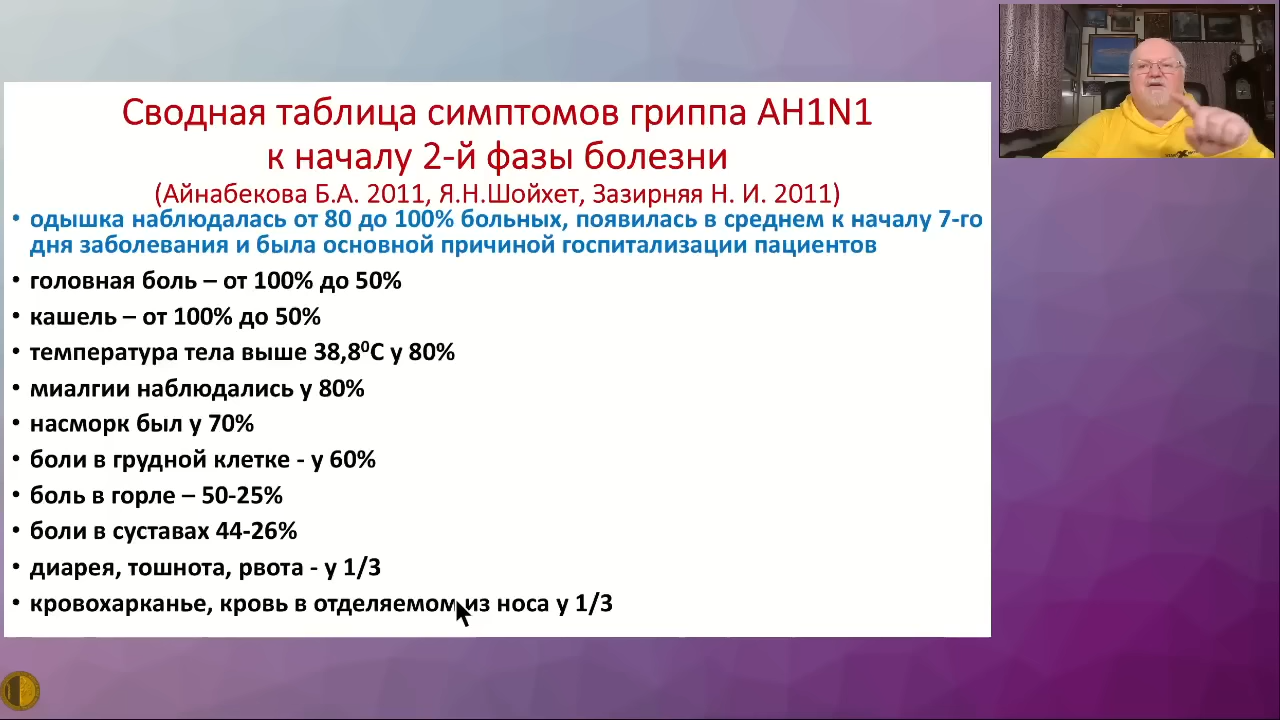 Сводная таблица симптомов гриппа AH1N1
к началу 2-й фазы болезни
(Айнабекова Б.А. 2011, Я.Н.Шойхет, Зазирняя Н. И. 2011)
• одышка наблюдалась от 80 до 100% больных, появилась в среднем к началу 7-го
дня заболевания и была основной причиной госпитализации пациентов
• головная боль – от 100% до 50%
• кашель – от 100% до 50%
• температура тела выше 38,8⁰С у 80%
• миалгии наблюдались у 80%
• насморк был у 70%
• боли в грудной клетке - у 60%
• боль в горле – 50-25%
• боли в суставах 44-26%
• диарея, тошнота, рвота - у 1/3
• кровохарканье, кровь в отделяемом из носа у 1/3